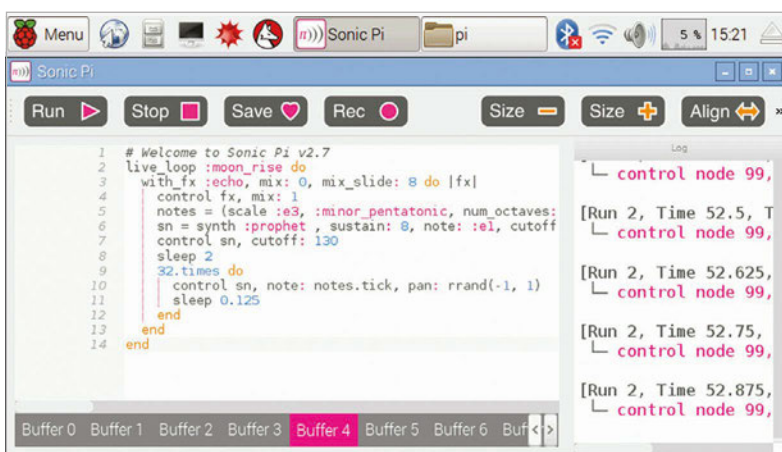 Menu Sonic Pi pi 5 % 15:21
Sonic Pi
Run Stop Save Rec Size Size Align
Log
1 # Welcome to Sonic Pi v2.7
2 live_loop :moon_rise do
3 with_fx :echo, mix: 0, mix_slide: 8 do |fx|
4 control fx, mix: 1
5 notes = (scale :e3, :minor_pentatonic, num_octaves:
6 sn = synth :prophet , sustain: 8, note: :e1, cutoff
7 control sn, cutoff: 130
8 sleep 2
9 32.times do
10 control sn, note: notes.tick, pan: rrand(-1, 1)
11 sleep 0.125
12 end
13 end
14 end
control node 99,
[Run 2, Time 52.5, T
control node 99,
[Run 2, Time 52.625,
control node 99,
[Run 2, Time 52.75,
control node 99,
[Run 2, Time 52.875,
control node 99,
Buffer 0 Buffer 1 Buffer 2 Buffer 3 Buffer 4 Buffer 5 Buffer 6 Buf